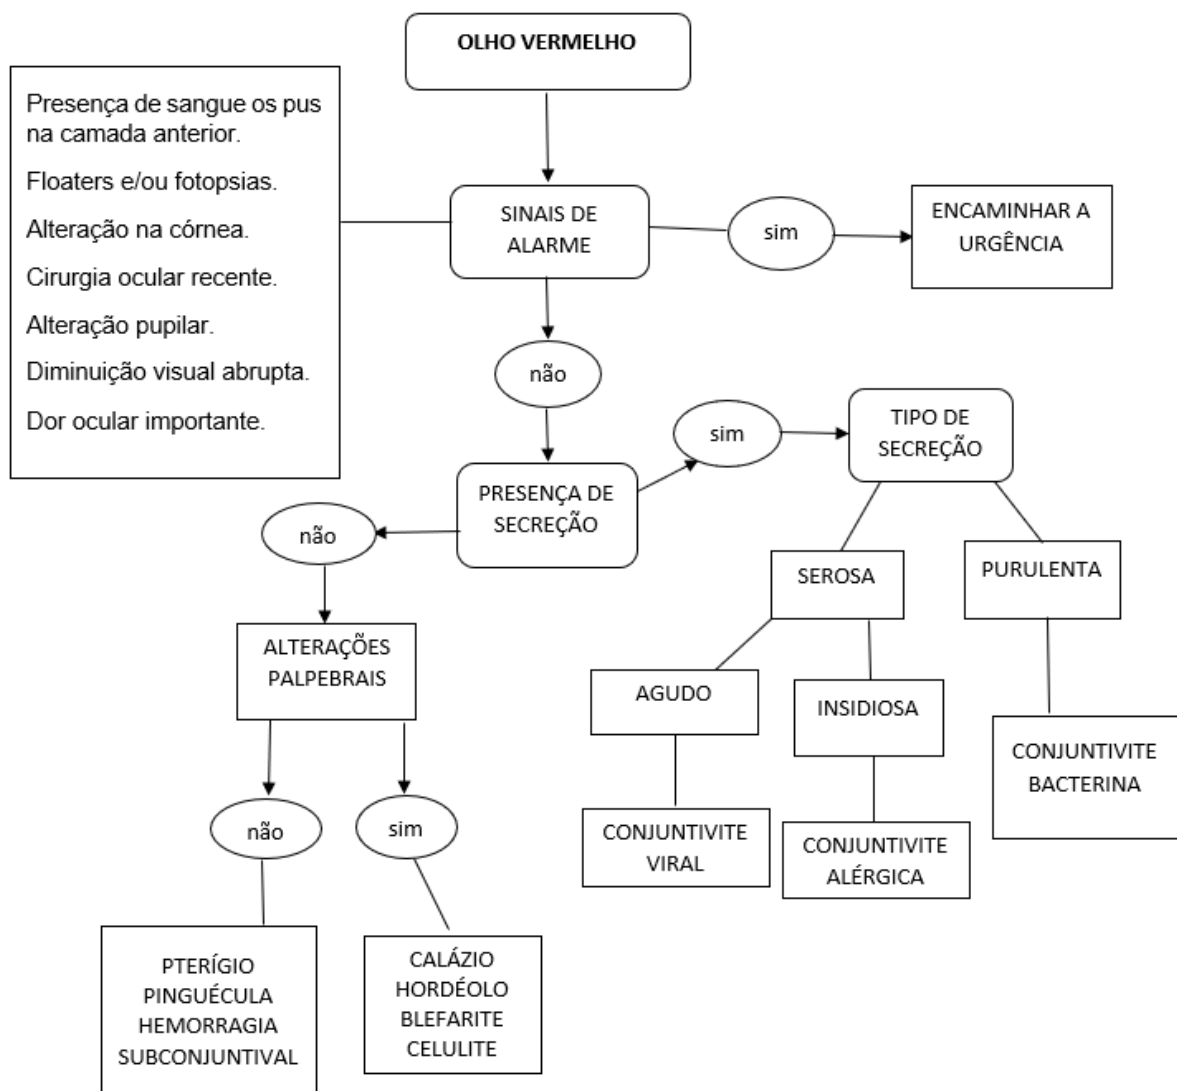 OLHO VERMELHO
Presença de sangue os pus
na camada anterior.
Floaters e/ou fotopsias.
Alteração na córnea.
Cirurgia ocular recente.
Alteração pupilar.
Diminuição visual abrupta.
Dor ocular importante.
SINAIS DE
ALARME
sim
ENCAMINHAR A
URGÊNCIA
não
PRESENÇA DE
SECREÇÃO
sim
TIPO DE
SECREÇÃO
não
SEROSA
PURULENTA
ALTERAÇÕES
PALPEBRAIS
AGUDO
INSIDIOSA
CONJUNTIVITE
BACTERINA
não
sim
CONJUNTIVITE
VIRAL
CONJUNTIVITE
ALÉRGICA
PTERÍGIO
PINGUÉCULA
HEMORRAGIA
SUBCONJUNTIVAL
CALÁZIO
HORDÉOLO
BLEFARITE
CELULITE